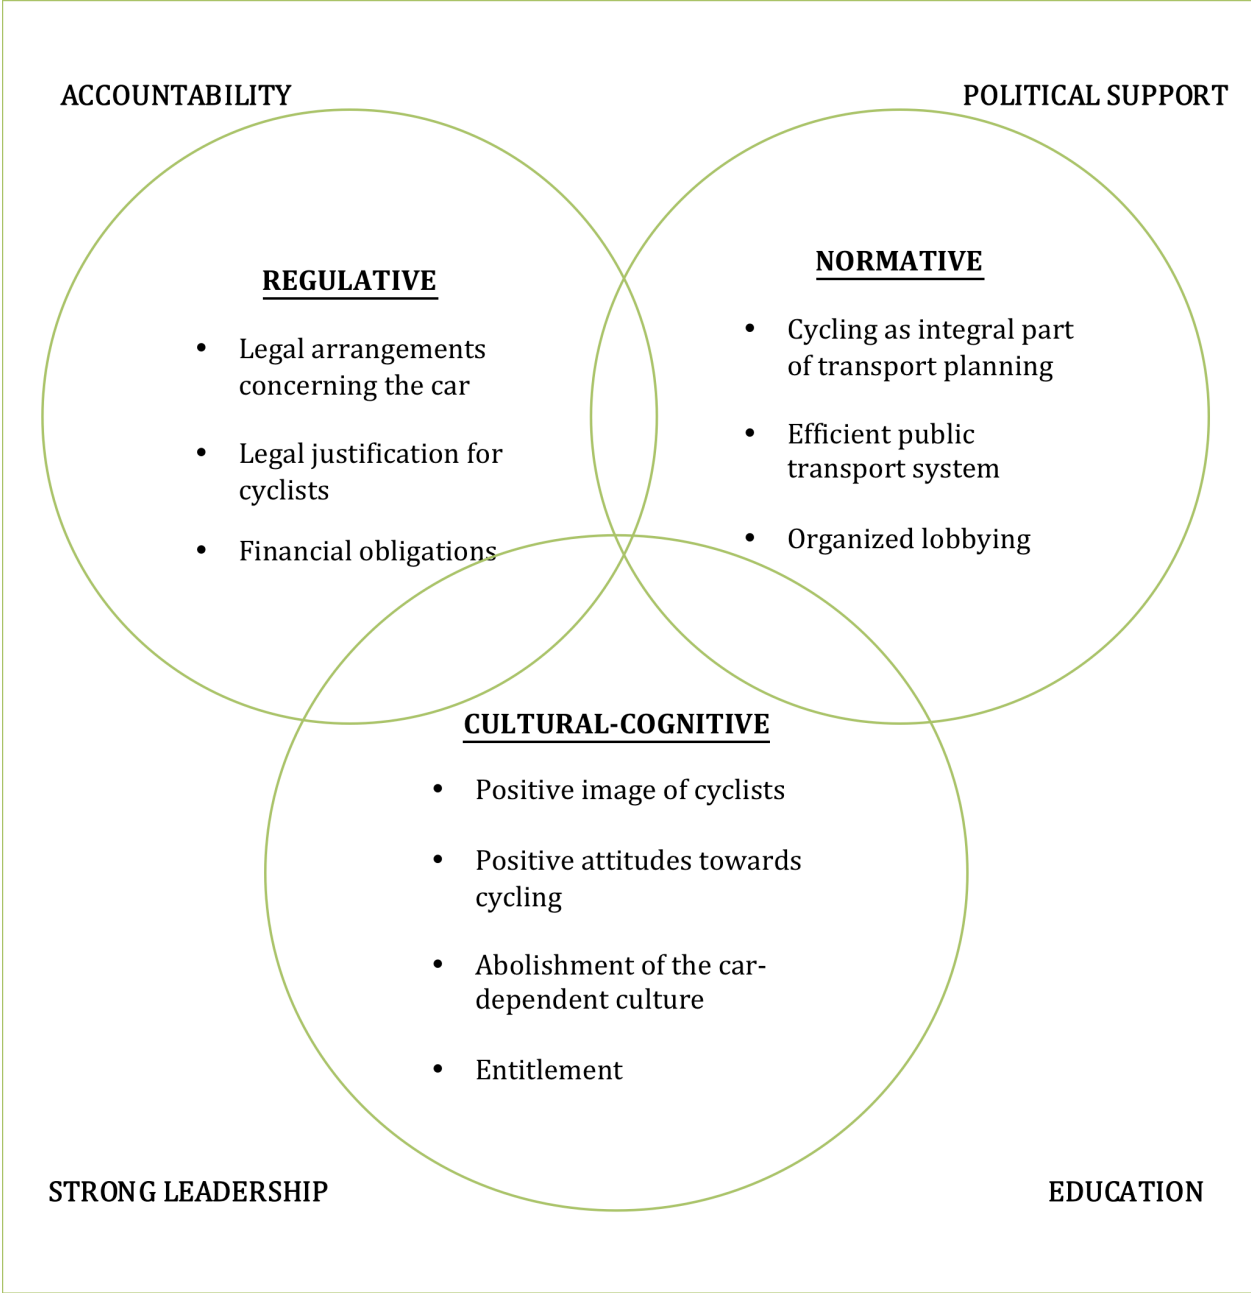 ACCOUNTABILITY
POLITICAL SUPPORT
REGULATIVE
• Legal arrangements
concerning the car
• Legal justification for
cyclists
• Financial obligations
NORMATIVE
• Cycling as integral part
of transport planning
• Efficient public
transport system
• Organized lobbying
CULTURAL-COGNITIVE
• Positive image of cyclists
• Positive attitudes towards
cycling
• Abolishment of the car-
dependent culture
• Entitlement
STRONG LEADERSHIP
EDUCATION